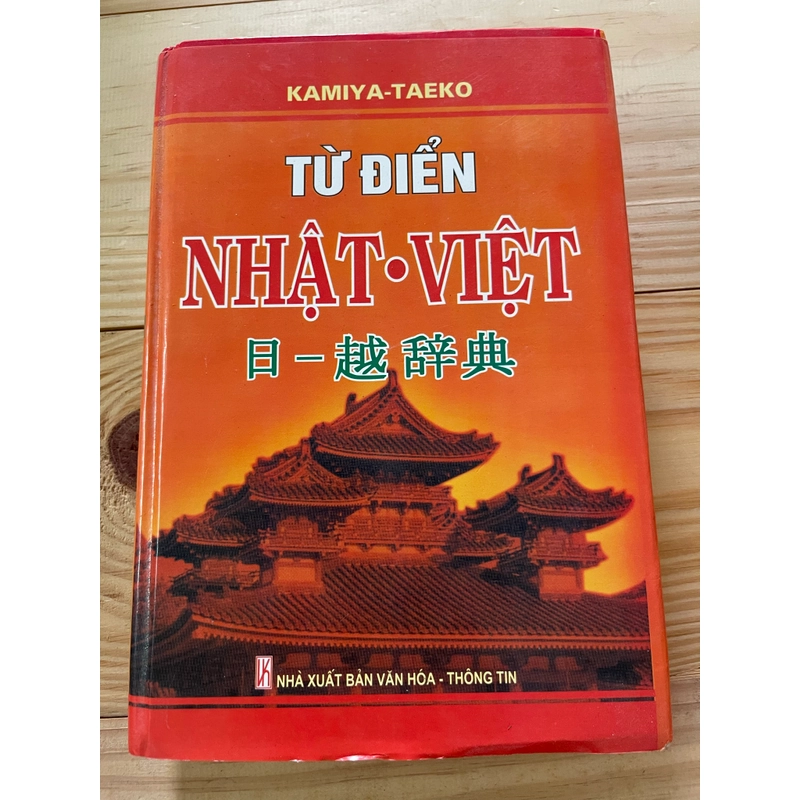 KAMIYA-TAEKO
TỪ ĐIỂN
NHẬT·VIỆT
日-越辞典
NHÀ XUẤT BẢN VĂN HÓA - THÔNG TIN